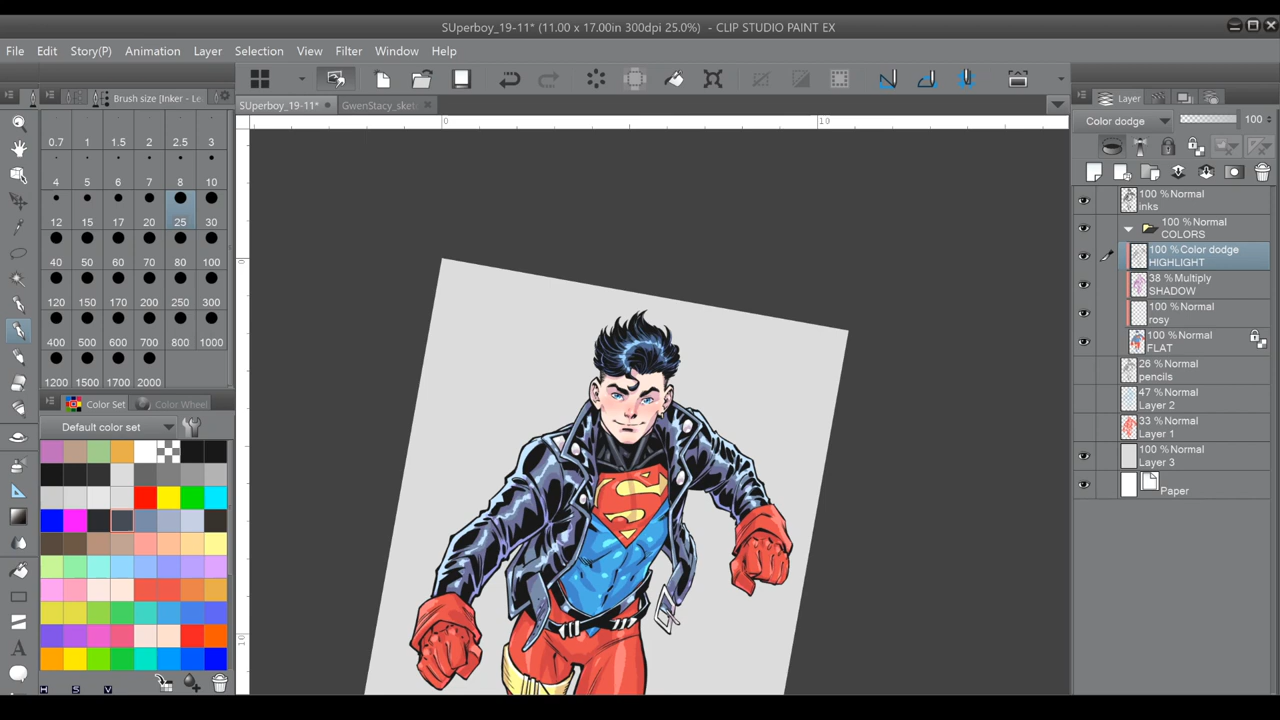 SUperboy_19-11* (11.00 x 17.00in 300dpi 25.0%)  - CLIP STUDIO PAINT EX
File Edit Story(P) Animation Layer Selection View Filter Window Help
Brush size [Inker - Le
SUperboy_19-11* GwenStacy_sket
Layer
Color dodge 100
0 10
0
10
0.7 1 1.5 2 2.5 3
4 5 6 7 8 10
12 15 17 20 25 30
40 50 60 70 80 100
120 150 170 200 250 300
400 500 600 700 800 1000
1200 1500 1700 2000
Color Set Color Wheel
Default color set
H S V
100 % Normal
inks
100 % Normal
COLORS
100 % Color dodge
HIGHLIGHT
38 % Multiply
SHADOW
100 % Normal
rosy
100 % Normal
FLAT
26 % Normal
pencils
47 % Normal
Layer 2
33 % Normal
Layer 1
100 % Normal
Layer 3
Paper